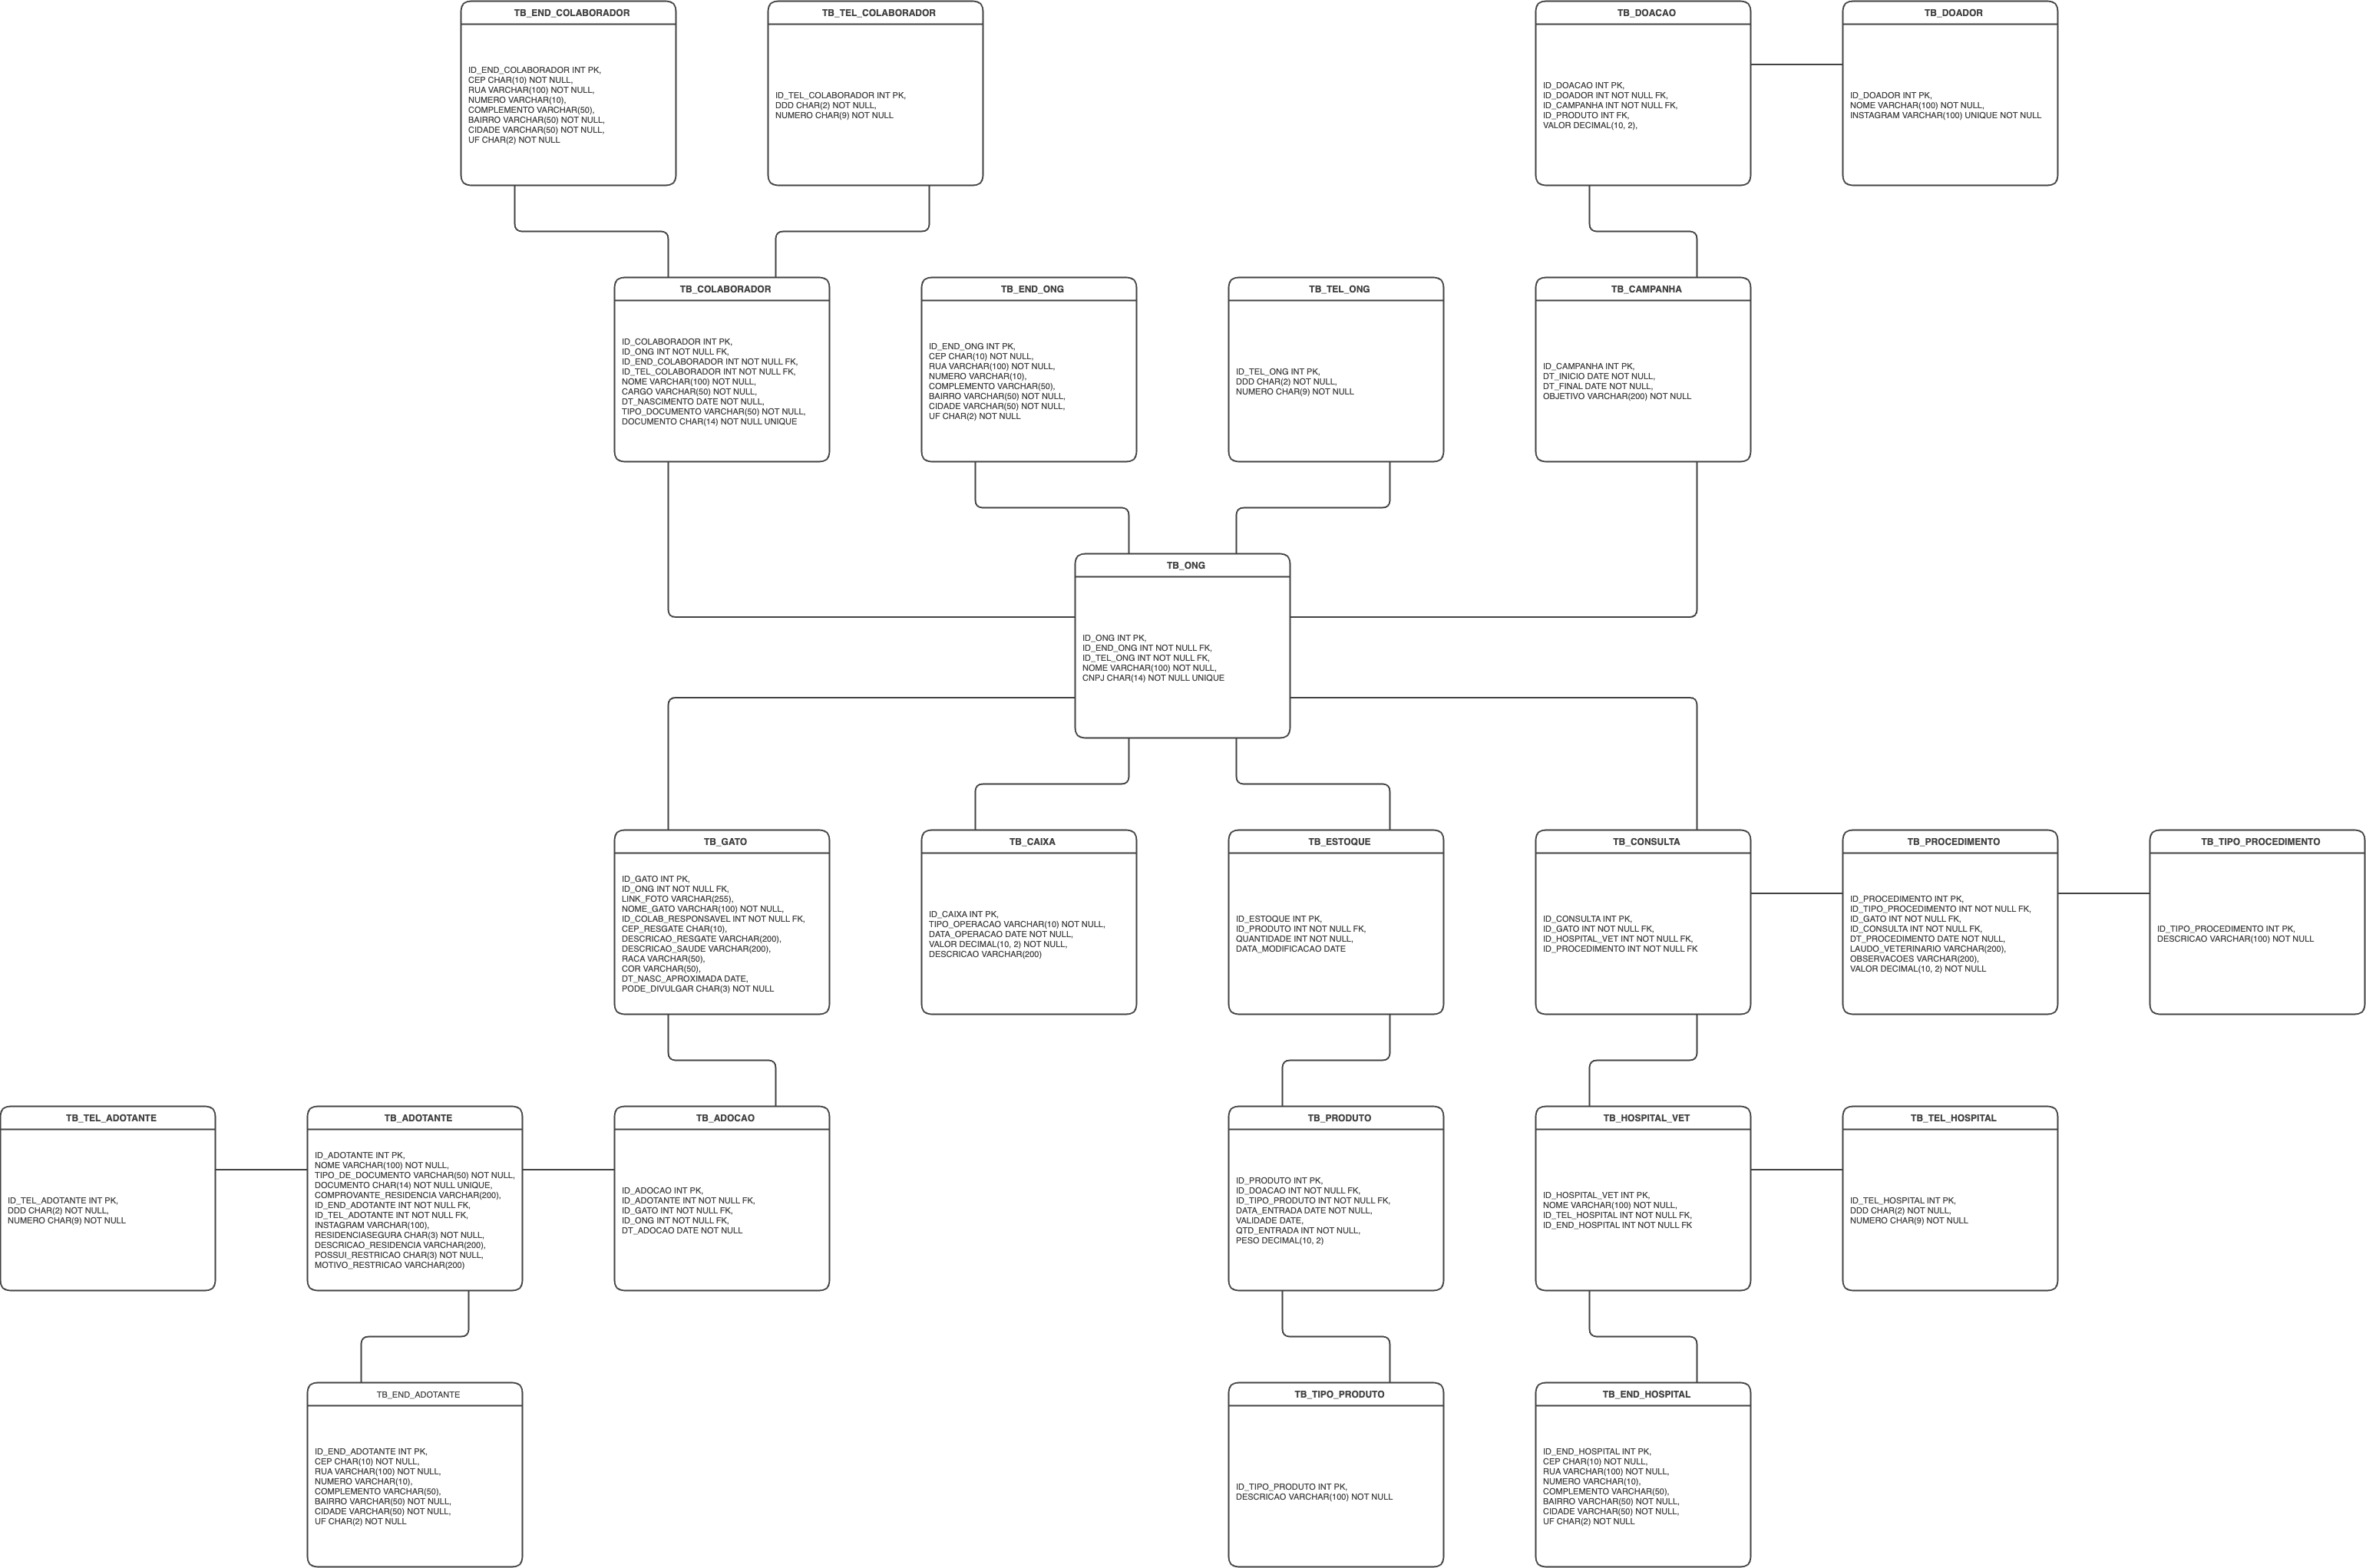 TB_END_COLABORADOR
ID_END_COLABORADOR INT PK,
CEP CHAR(10) NOT NULL,
RUA VARCHAR(100) NOT NULL,
NUMERO VARCHAR(10),
COMPLEMENTO VARCHAR(50),
BAIRRO VARCHAR(50) NOT NULL,
CIDADE VARCHAR(50) NOT NULL,
UF CHAR(2) NOT NULL
TB_TEL_COLABORADOR
ID_TEL_COLABORADOR INT PK,
DDD CHAR(2) NOT NULL,
NUMERO CHAR(9) NOT NULL
TB_DOACAO
ID_DOACAO INT PK,
ID_DOADOR INT NOT NULL FK,
ID_CAMPANHA INT NOT NULL FK,
ID_PRODUTO INT FK,
VALOR DECIMAL(10, 2),
TB_DOADOR
ID_DOADOR INT PK,
NOME VARCHAR(100) NOT NULL,
INSTAGRAM VARCHAR(100) UNIQUE NOT NULL
TB_COLABORADOR
ID_COLABORADOR INT PK,
ID_ONG INT NOT NULL FK,
ID_END_COLABORADOR INT NOT NULL FK,
ID_TEL_COLABORADOR INT NOT NULL FK,
NOME VARCHAR(100) NOT NULL,
CARGO VARCHAR(50) NOT NULL,
DT_NASCIMENTO DATE NOT NULL,
TIPO_DOCUMENTO VARCHAR(50) NOT NULL,
DOCUMENTO CHAR(14) NOT NULL UNIQUE
TB_END_ONG
ID_END_ONG INT PK,
CEP CHAR(10) NOT NULL,
RUA VARCHAR(100) NOT NULL,
NUMERO VARCHAR(10),
COMPLEMENTO VARCHAR(50),
BAIRRO VARCHAR(50) NOT NULL,
CIDADE VARCHAR(50) NOT NULL,
UF CHAR(2) NOT NULL
TB_TEL_ONG
ID_TEL_ONG INT PK,
DDD CHAR(2) NOT NULL,
NUMERO CHAR(9) NOT NULL
TB_CAMPANHA
ID_CAMPANHA INT PK,
DT_INICIO DATE NOT NULL,
DT_FINAL DATE NOT NULL,
OBJETIVO VARCHAR(200) NOT NULL
TB_ONG
ID_ONG INT PK,
ID_END_ONG INT NOT NULL FK,
ID_TEL_ONG INT NOT NULL FK,
NOME VARCHAR(100) NOT NULL,
CNPJ CHAR(14) NOT NULL UNIQUE
TB_GATO
ID_GATO INT PK,
ID_ONG INT NOT NULL FK,
LINK_FOTO VARCHAR(255),
NOME_GATO VARCHAR(100) NOT NULL,
ID_COLAB_RESPONSAVEL INT NOT NULL FK,
CEP_RESGATE CHAR(10),
DESCRICAO_RESGATE VARCHAR(200),
DESCRICAO_SAUDE VARCHAR(200),
RACA VARCHAR(50),
COR VARCHAR(50),
DT_NASC_APROXIMADA DATE,
PODE_DIVULGAR CHAR(3) NOT NULL
TB_CAIXA
ID_CAIXA INT PK,
TIPO_OPERACAO VARCHAR(10) NOT NULL,
DATA_OPERACAO DATE NOT NULL,
VALOR DECIMAL(10, 2) NOT NULL,
DESCRICAO VARCHAR(200)
TB_ESTOQUE
ID_ESTOQUE INT PK,
ID_PRODUTO INT NOT NULL FK,
QUANTIDADE INT NOT NULL,
DATA_MODIFICACAO DATE
TB_CONSULTA
ID_CONSULTA INT PK,
ID_GATO INT NOT NULL FK,
ID_HOSPITAL_VET INT NOT NULL FK,
ID_PROCEDIMENTO INT NOT NULL FK
TB_PROCEDIMENTO
ID_PROCEDIMENTO INT PK,
ID_TIPO_PROCEDIMENTO INT NOT NULL FK,
ID_GATO INT NOT NULL FK,
ID_CONSULTA INT NOT NULL FK,
DT_PROCEDIMENTO DATE NOT NULL,
LAUDO_VETERINARIO VARCHAR(200),
OBSERVACOES VARCHAR(200),
VALOR DECIMAL(10, 2) NOT NULL
TB_TIPO_PROCEDIMENTO
ID_TIPO_PROCEDIMENTO INT PK,
DESCRICAO VARCHAR(100) NOT NULL
TB_TEL_ADOTANTE
ID_TEL_ADOTANTE INT PK,
DDD CHAR(2) NOT NULL,
NUMERO CHAR(9) NOT NULL
TB_ADOTANTE
ID_ADOTANTE INT PK,
NOME VARCHAR(100) NOT NULL,
TIPO_DE_DOCUMENTO VARCHAR(50) NOT NULL,
DOCUMENTO CHAR(14) NOT NULL UNIQUE,
COMPROVANTE_RESIDENCIA VARCHAR(200),
ID_END_ADOTANTE INT NOT NULL FK,
ID_TEL_ADOTANTE INT NOT NULL FK,
INSTAGRAM VARCHAR(100),
RESIDENCIASEGURA CHAR(3) NOT NULL,
DESCRICAO_RESIDENCIA VARCHAR(200),
POSSUI_RESTRICAO CHAR(3) NOT NULL,
MOTIVO_RESTRICAO VARCHAR(200)
TB_ADOCAO
ID_ADOCAO INT PK,
ID_ADOTANTE INT NOT NULL FK,
ID_GATO INT NOT NULL FK,
ID_ONG INT NOT NULL FK,
DT_ADOCAO DATE NOT NULL
TB_PRODUTO
ID_PRODUTO INT PK,
ID_DOACAO INT NOT NULL FK,
ID_TIPO_PRODUTO INT NOT NULL FK,
DATA_ENTRADA DATE NOT NULL,
VALIDADE DATE,
QTD_ENTRADA INT NOT NULL,
PESO DECIMAL(10, 2)
TB_HOSPITAL_VET
ID_HOSPITAL_VET INT PK,
NOME VARCHAR(100) NOT NULL,
ID_TEL_HOSPITAL INT NOT NULL FK,
ID_END_HOSPITAL INT NOT NULL FK
TB_TEL_HOSPITAL
ID_TEL_HOSPITAL INT PK,
DDD CHAR(2) NOT NULL,
NUMERO CHAR(9) NOT NULL
TB_END_ADOTANTE
ID_END_ADOTANTE INT PK,
CEP CHAR(10) NOT NULL,
RUA VARCHAR(100) NOT NULL,
NUMERO VARCHAR(10),
COMPLEMENTO VARCHAR(50),
BAIRRO VARCHAR(50) NOT NULL,
CIDADE VARCHAR(50) NOT NULL,
UF CHAR(2) NOT NULL
TB_TIPO_PRODUTO
ID_TIPO_PRODUTO INT PK,
DESCRICAO VARCHAR(100) NOT NULL
TB_END_HOSPITAL
ID_END_HOSPITAL INT PK,
CEP CHAR(10) NOT NULL,
RUA VARCHAR(100) NOT NULL,
NUMERO VARCHAR(10),
COMPLEMENTO VARCHAR(50),
BAIRRO VARCHAR(50) NOT NULL,
CIDADE VARCHAR(50) NOT NULL,
UF CHAR(2) NOT NULL